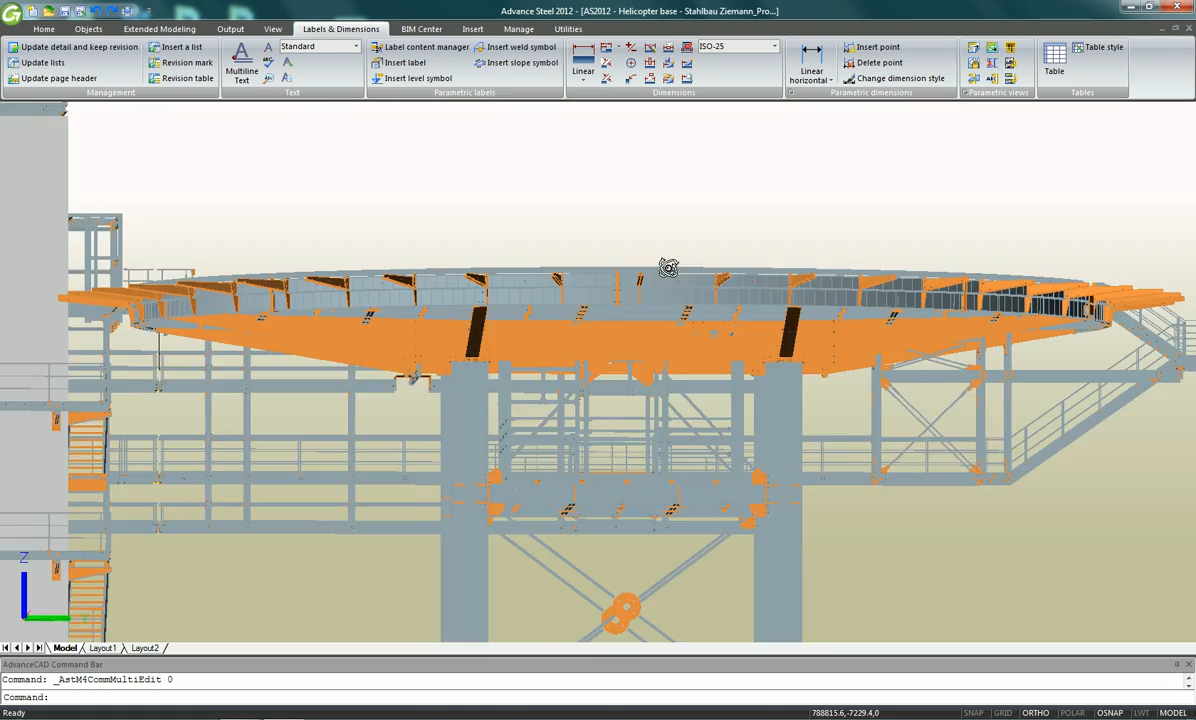 Advance Steel 2012 - [AS2012 - Helicopter base - Stahlbau Ziemann_Pro...]
Home Objects Extended Modeling Output View Labels & Dimensions BIM Center Insert Manage Utilities
Update detail and keep revision
Update lists
Update page header
Insert a list
Revision mark
Revision table
Management
Multiline Text
Standard
Text
Label content manager
Insert label
Insert level symbol
Insert weld symbol
Insert slope symbol
Parametric labels
Linear
ISO-25
Dimensions
Linear horizontal
Insert point
Delete point
Change dimension style
Parametric dimensions
Parametric views
Table
Table style
Tables
Z
Model Layout1 Layout2
AdvanceCAD Command Bar
Command: _AstM4CommMultiEdit 0
Command:
Ready
788815.6,-7229.4,0
SNAP GRID ORTHO POLAR OSNAP LWT MODEL